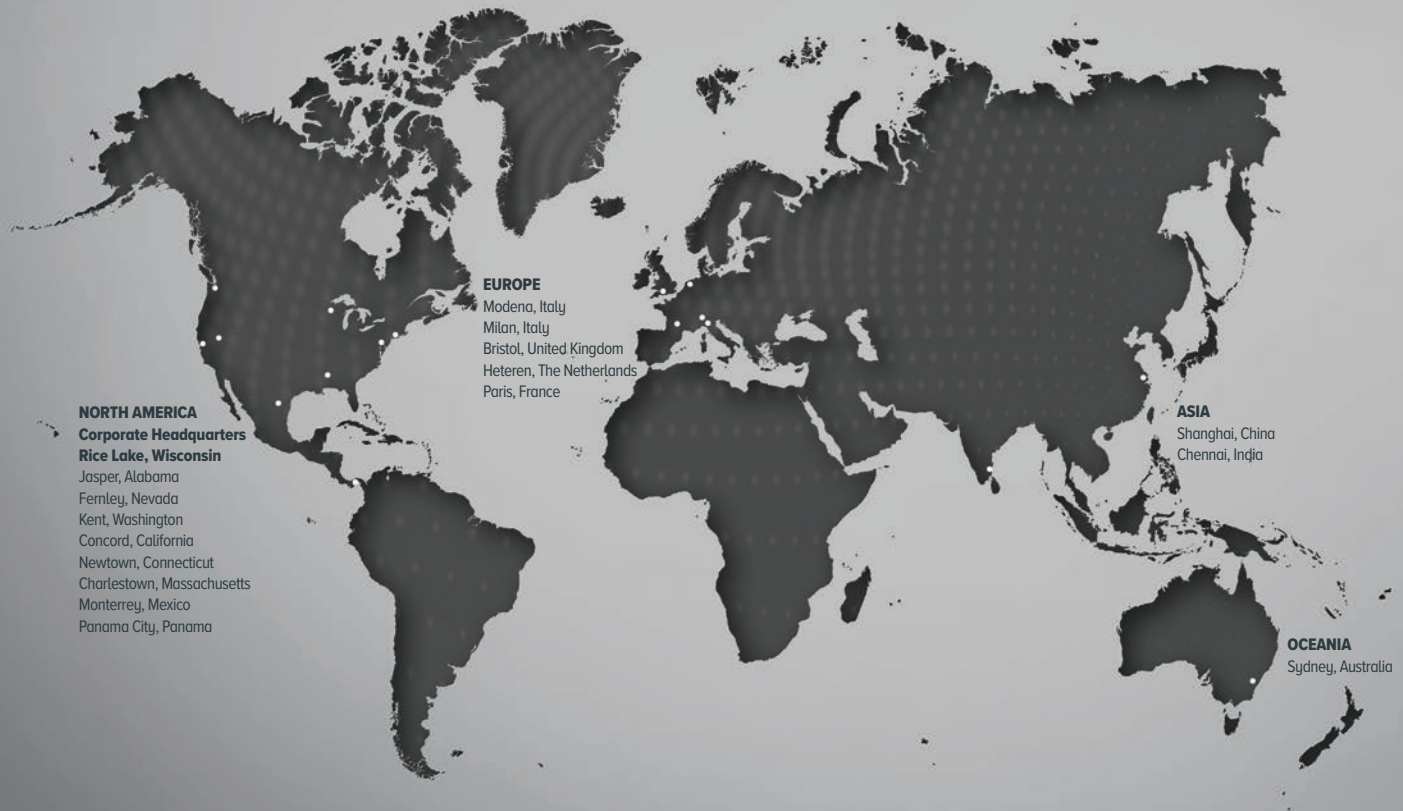 NORTH AMERICA
Corporate Headquarters
Rice Lake, Wisconsin
Jasper, Alabama
Fernley, Nevada
Kent, Washington
Concord, California
Newtown, Connecticut
Charlestown, Massachusetts
Monterrey, Mexico
Panama City, Panama
EUROPE
Modena, Italy
Milan, Italy
Bristol, United Kingdom
Heteren, The Netherlands
Paris, France
ASIA
Shanghai, China
Chennai, India
OCEANIA
Sydney, Australia